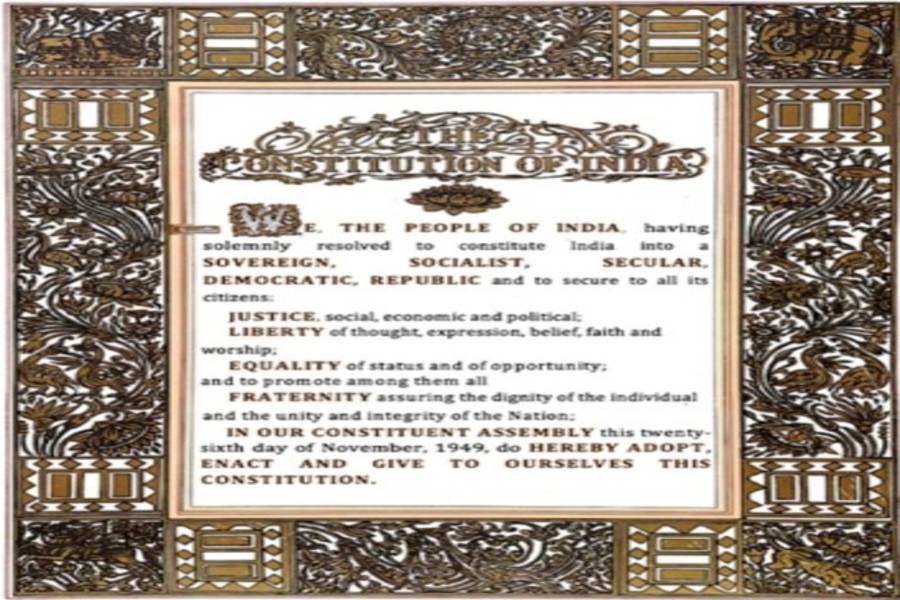 THE
CONSTITUTION OF INDIA
WE, THE PEOPLE OF INDIA, having
solemnly resolved to constitute India into a
SOVEREIGN, SOCIALIST, SECULAR,
DEMOCRATIC, REPUBLIC and to secure to all its
citizens:
JUSTICE, social, economic and political;
LIBERTY of thought, expression, belief, faith and
worship;
EQUALITY of status and of opportunity;
and to promote among them all
FRATERNITY assuring the dignity of the individual
and the unity and integrity of the Nation;
IN OUR CONSTITUENT ASSEMBLY this twenty-
sixth day of November, 1949, do HEREBY ADOPT,
ENACT AND GIVE TO OURSELVES THIS
CONSTITUTION.